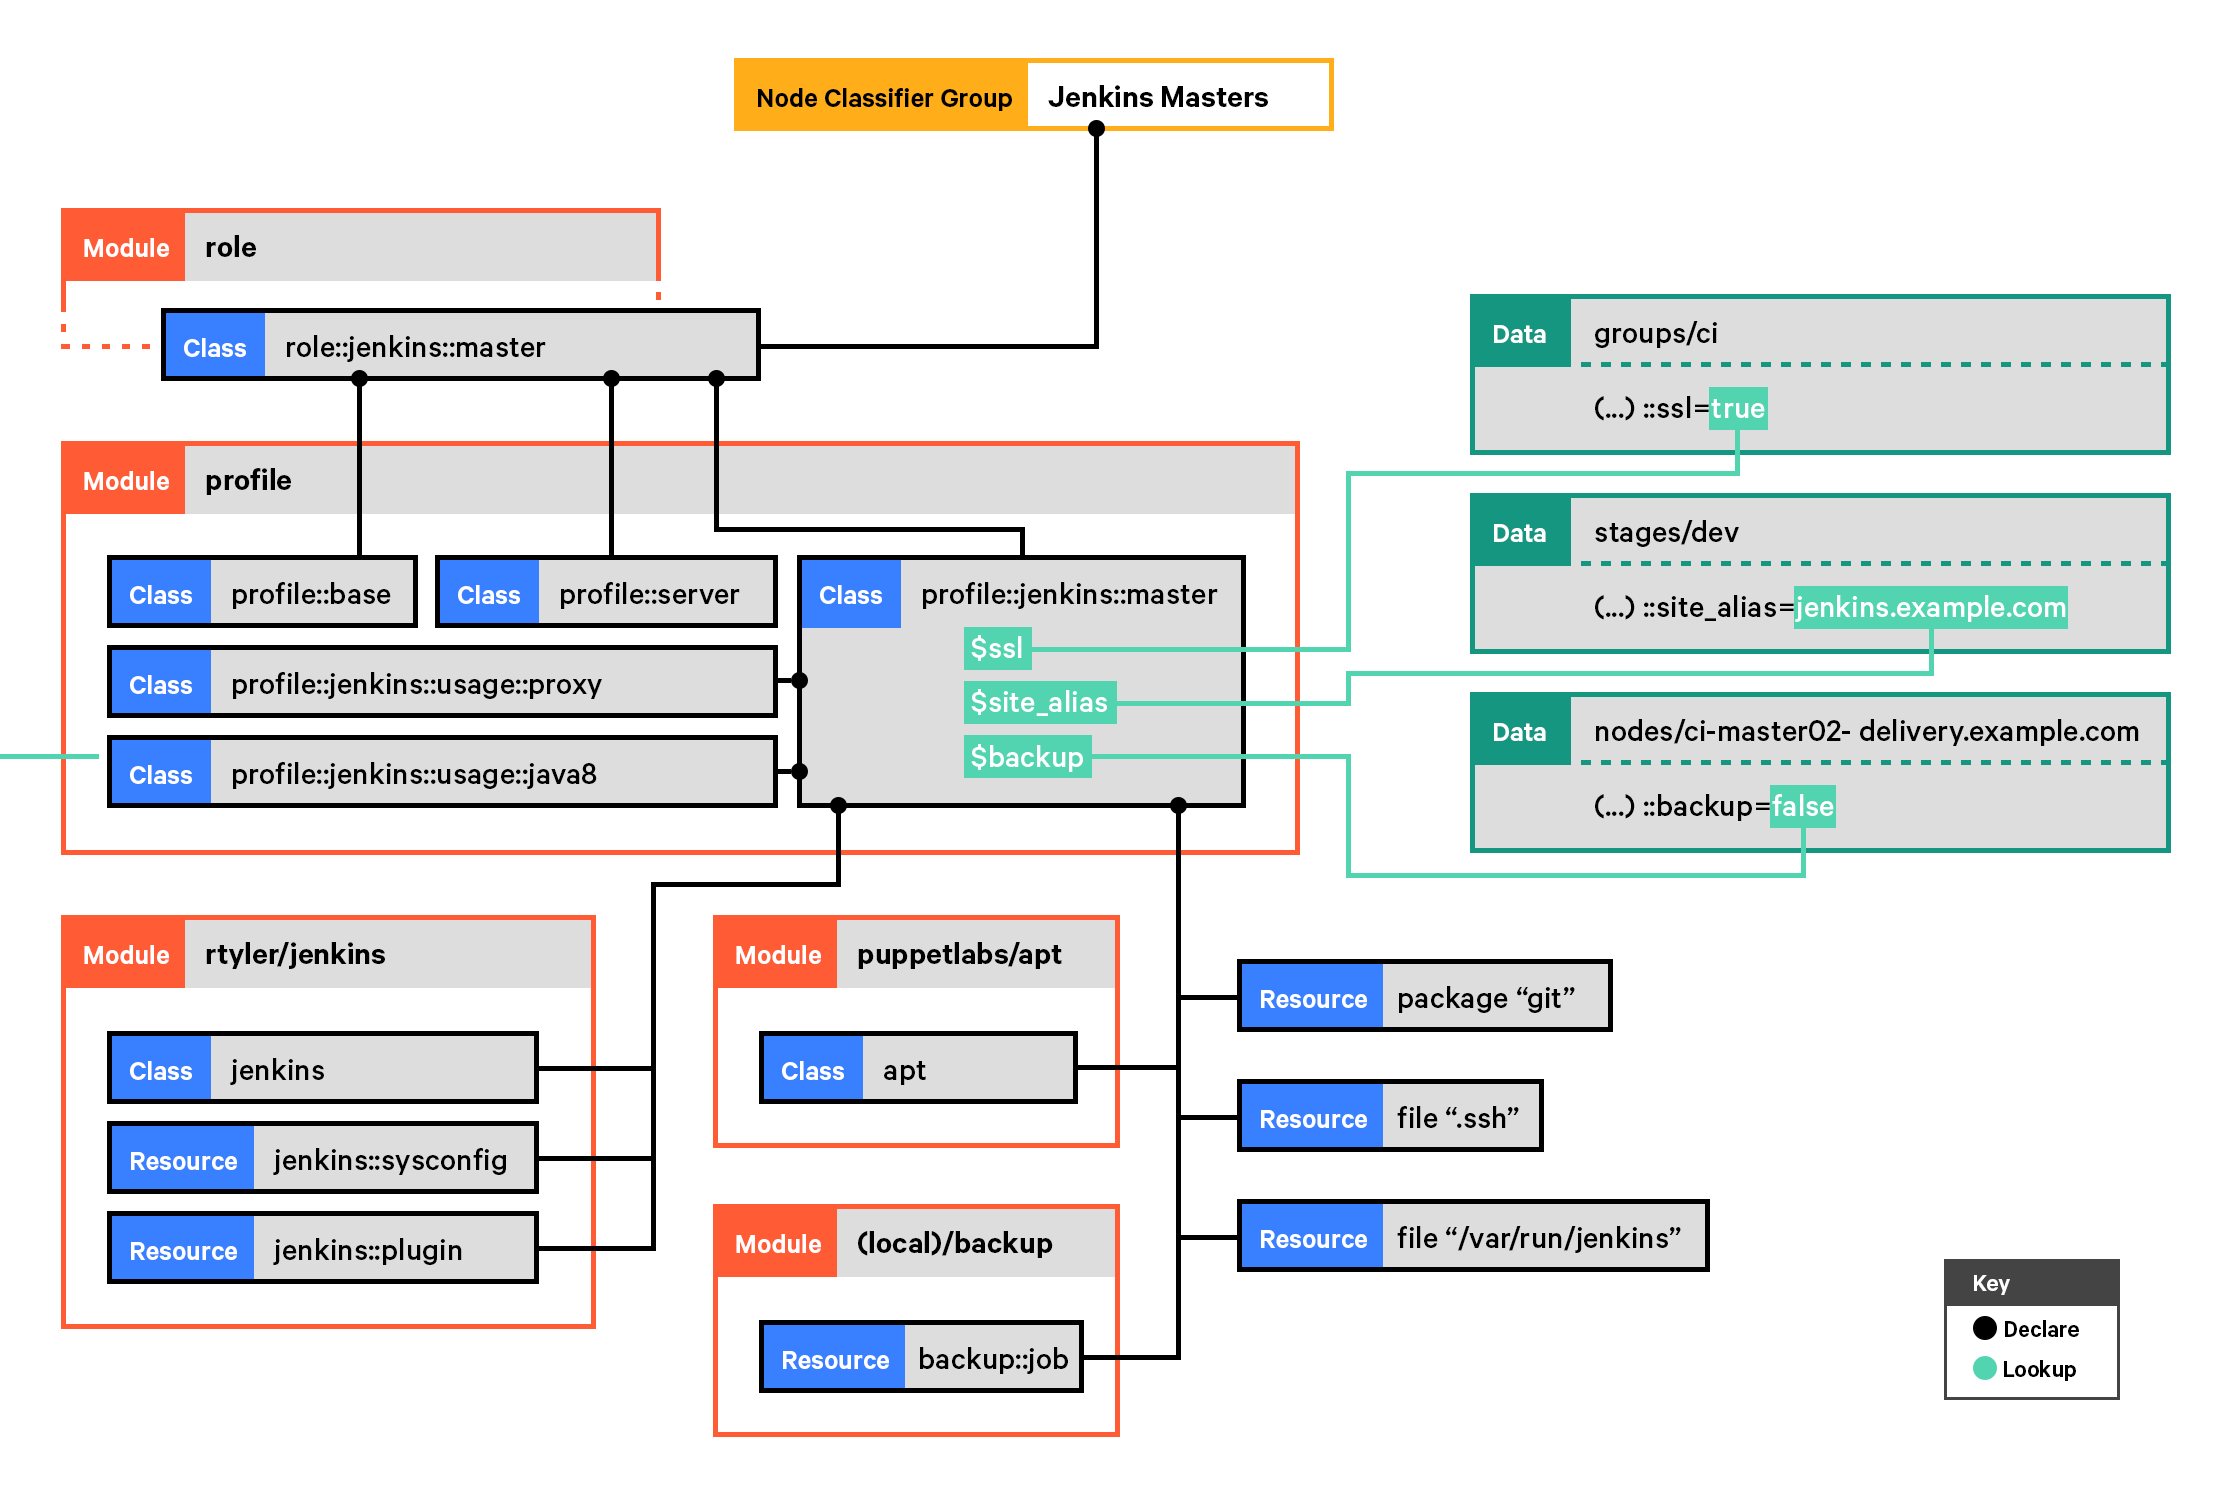 Node Classifier Group Jenkins Masters
Module role
Class role::jenkins::master
Module profile
Class profile::base
Class profile::server
Class profile::jenkins::master
$ssl
$site_alias
$backup
Class profile::jenkins::usage::proxy
Class profile::jenkins::usage::java8
Data groups/ci
(...) ::ssl=true
Data stages/dev
(...) ::site_alias=jenkins.example.com
Data nodes/ci-master02- delivery.example.com
(...) ::backup=false
Module rtyler/jenkins
Class jenkins
Resource jenkins::sysconfig
Resource jenkins::plugin
Module puppetlabs/apt
Class apt
Module (local)/backup
Resource backup::job
Resource package “git”
Resource file “.ssh”
Resource file “/var/run/jenkins”
Key
Declare
Lookup